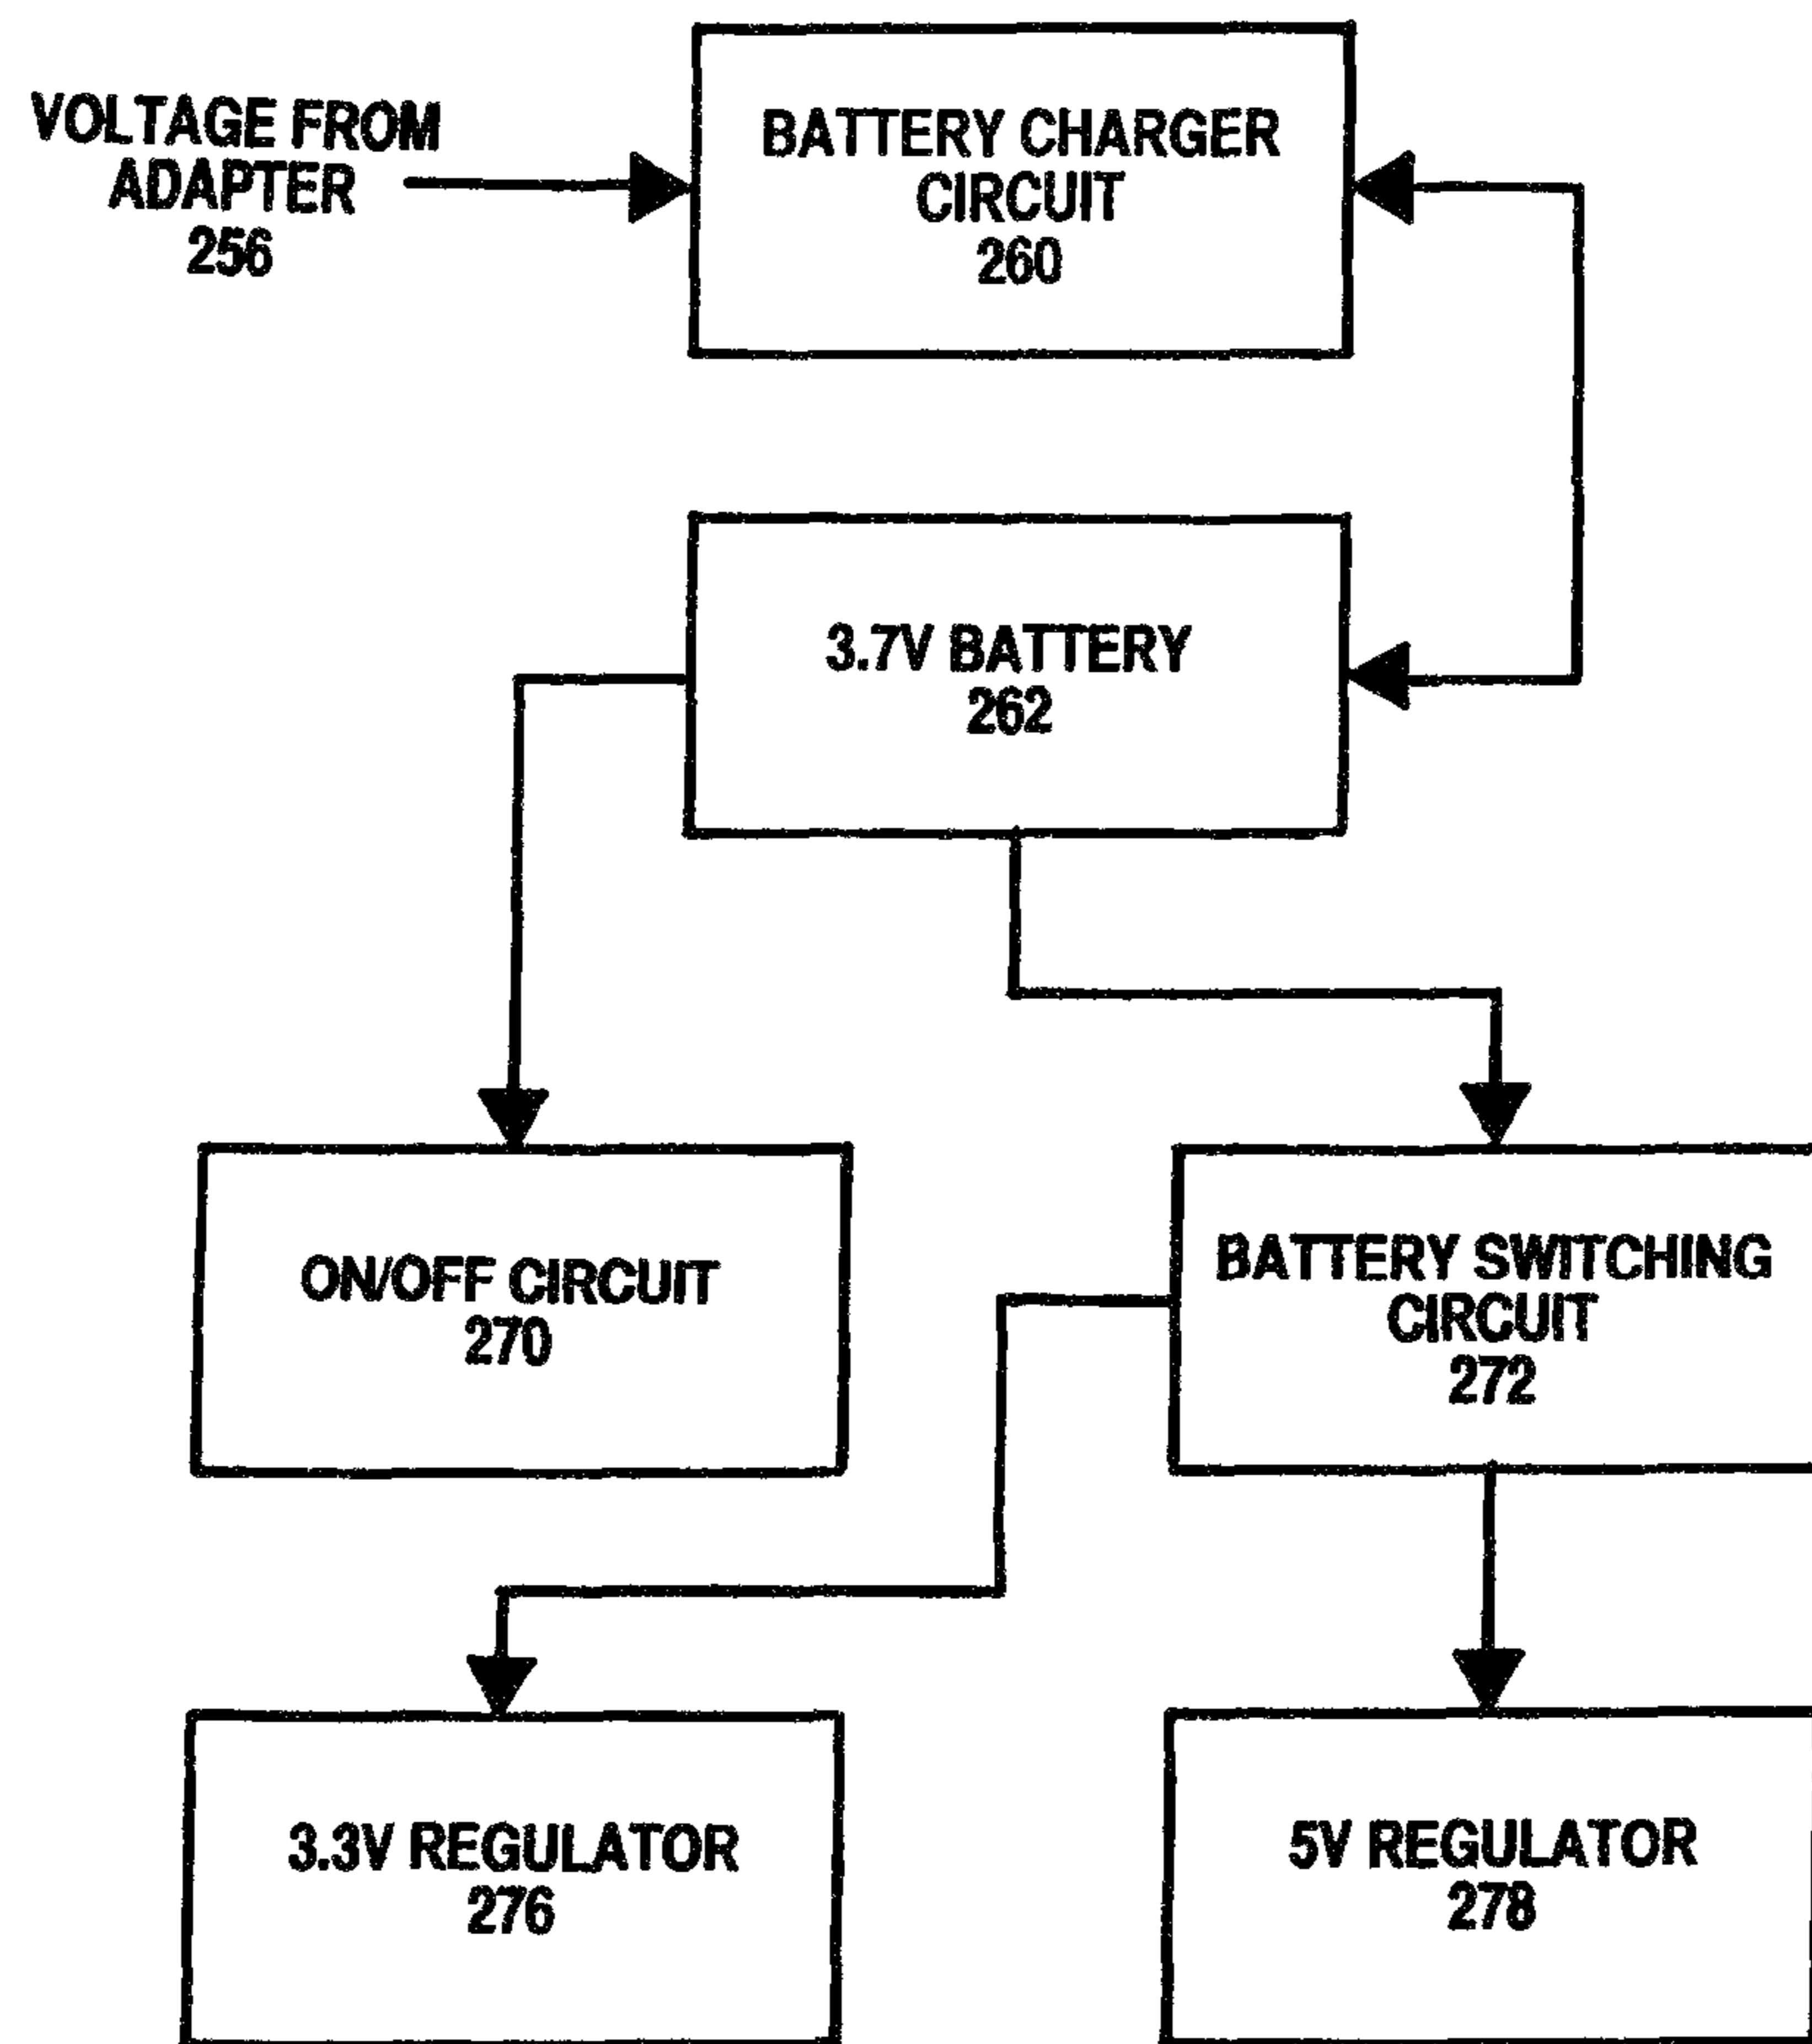 VOLTAGE FROM
ADAPTER
256
BATTERY CHARGER
CIRCUIT
260
3.7V BATTERY
262
ON/OFF CIRCUIT
270
BATTERY SWITCHING
CIRCUIT
272
3.3V REGULATOR
276
5V REGULATOR
278